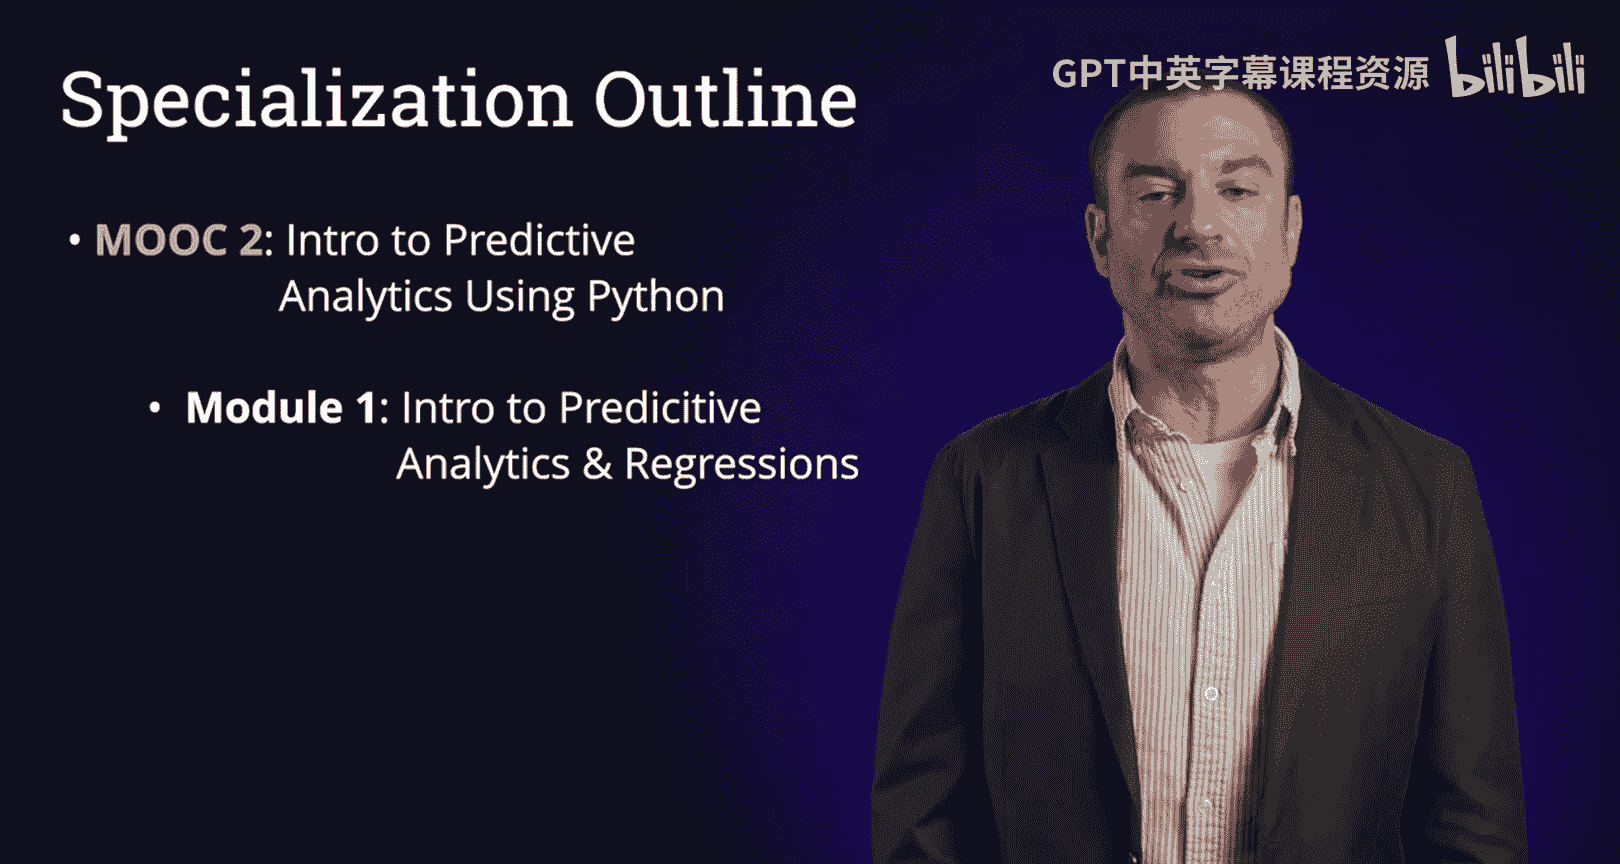 GPT中英字幕课程资源 bilibili
Specialization Outline
• MOOC 2: Intro to Predictive
Analytics Using Python
• Module 1: Intro to Predicitive
Analytics & Regressions